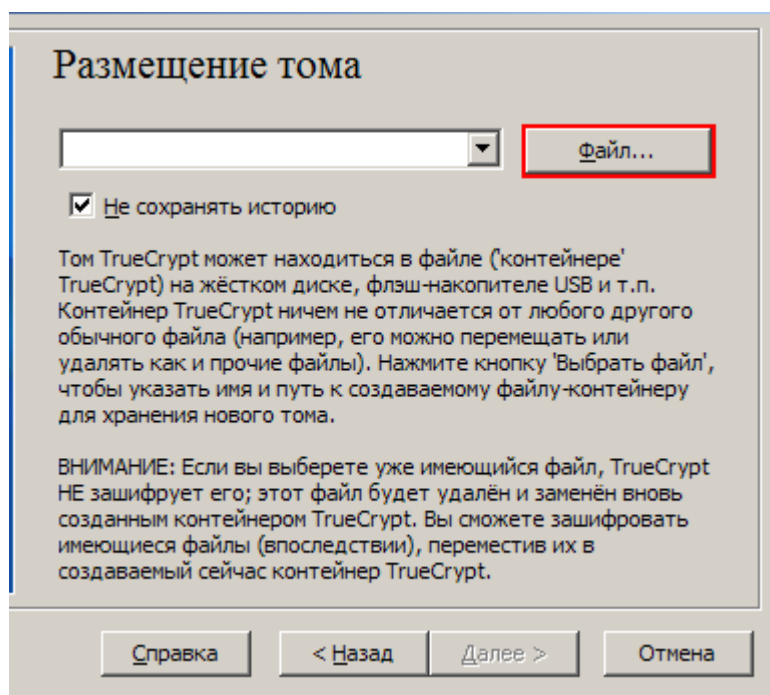 Размещение тома
Файл...
Не сохранять историю
Том TrueCrypt может находиться в файле ('контейнере'
TrueCrypt) на жёстком диске, флэш-накопителе USB и т.п.
Контейнер TrueCrypt ничем не отличается от любого другого
обычного файла (например, его можно перемещать или
удалять как и прочие файлы). Нажмите кнопку 'Выбрать файл',
чтобы указать имя и путь к создаваемому файлу-контейнеру
для хранения нового тома.
ВНИМАНИЕ: Если вы выберете уже имеющийся файл, TrueCrypt
НЕ зашифрует его; этот файл будет удалён и заменён вновь
созданным контейнером TrueCrypt. Вы сможете зашифровать
имеющиеся файлы (впоследствии), переместив их в
создаваемый сейчас контейнер TrueCrypt.
Справка < Назад Далее > Отмена